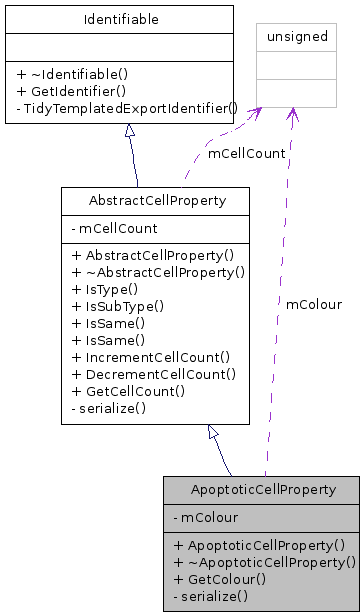 Identifiable
+ ~Identifiable()
+ GetIdentifier()
- TidyTemplatedExportIdentifier()
unsigned
mCellCount
AbstractCellProperty
- mCellCount
+ AbstractCellProperty()
+ ~AbstractCellProperty()
+ IsType()
+ IsSubType()
+ IsSame()
+ IsSame()
+ IncrementCellCount()
+ DecrementCellCount()
+ GetCellCount()
- serialize()
mColour
ApoptoticCellProperty
- mColour
+ ApoptoticCellProperty()
+ ~ApoptoticCellProperty()
+ GetColour()
- serialize()